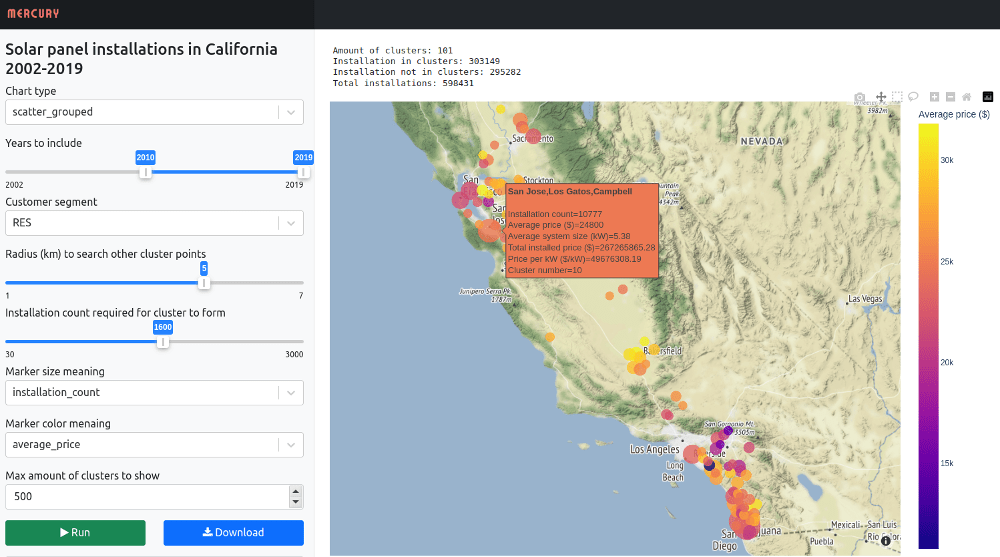 MERCURY
Solar panel installations in California
2002-2019
Chart type
scatter_grouped
Years to include
2010
2019
2002
2019
Customer segment
RES
Radius (km) to search other cluster points
5
1
7
Installation count required for cluster to form
1600
30
3000
Marker size meaning
installation_count
Marker color menaing
average_price
Max amount of clusters to show
500
Run
Download
Amount of clusters: 101
Installation in clusters: 303149
Installation not in clusters: 295282
Total installations: 598431
3982m
NEVADA
Sacramento
Stockton
San
San Jose,Los Gatos,Campbell
Installation count=10777
Average price ($)=24800
Average system size (kW)=5.38
Total installed price ($)=267265865.28
Price per kW ($/kW)=49676308.19
Cluster number=10
Junipero Serra Pk.
1787m
Las Vegas
Bakersfield
San Gorgonio Mt.
3505m
Los Angeles
Long
Beach
San
Diego
Mexicali
San Luis
Puebla
Average price ($)
30k
25k
20k
15k